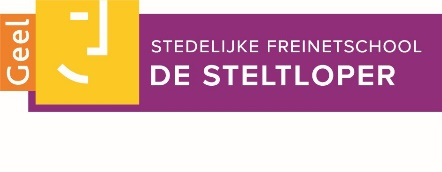 Geel
STEDELIJKE FREINETSCHOOL
DE STELTLOPER